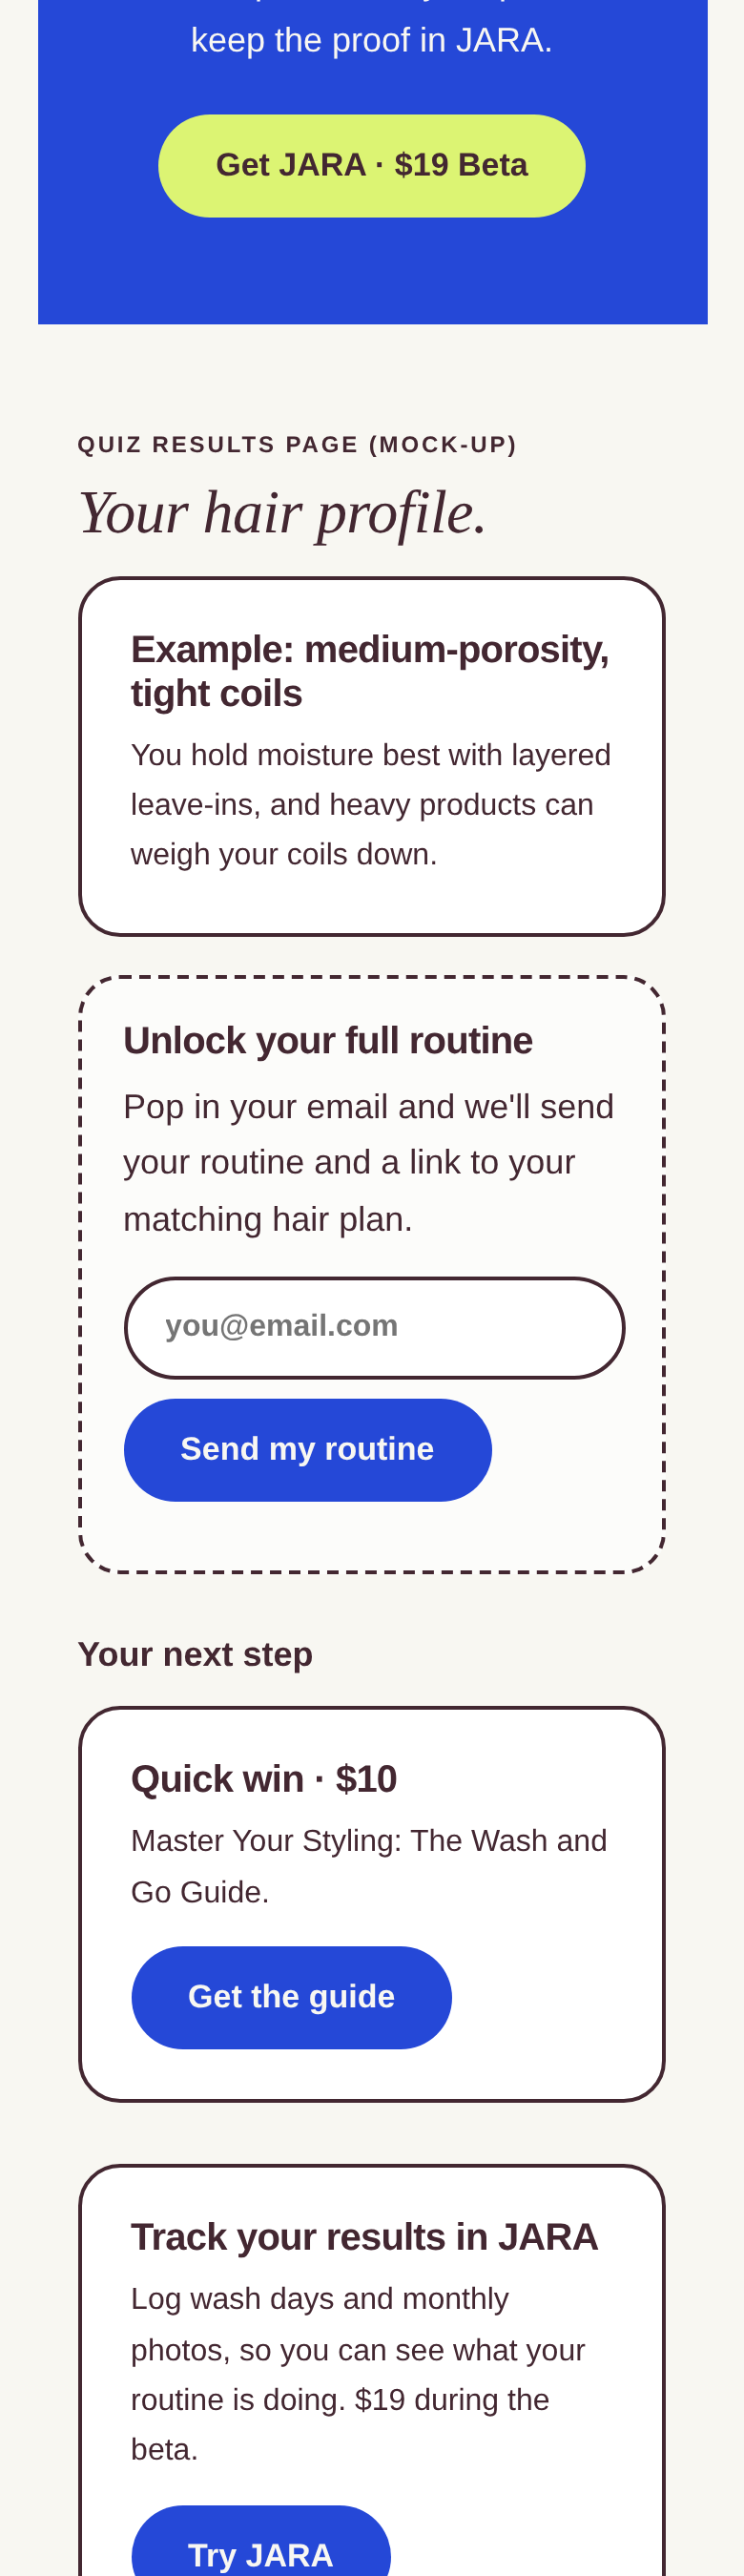 keep the proof in JARA.
Get JARA · $19 Beta
QUIZ RESULTS PAGE (MOCK-UP)
Your hair profile.
Example: medium-porosity,
tight coils
You hold moisture best with layered
leave-ins, and heavy products can
weigh your coils down.
Unlock your full routine
Pop in your email and we'll send
your routine and a link to your
matching hair plan.
you@email.com
Send my routine
Your next step
Quick win · $10
Master Your Styling: The Wash and
Go Guide.
Get the guide
Track your results in JARA
Log wash days and monthly
photos, so you can see what your
routine is doing. $19 during the
beta.
Try JARA